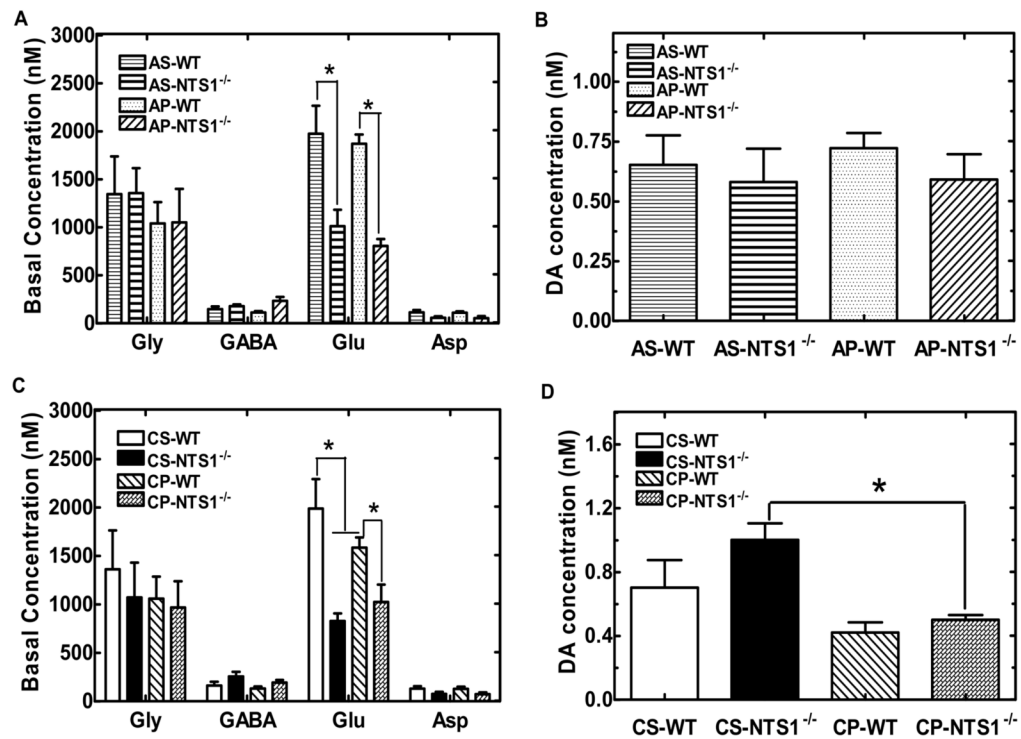 A
Basal Concentration (nM)
3000
2500
2000
1500
1000
500
0
AS-WT
AS-NTS1-/-
AP-WT
AP-NTS1-/-
* *
Gly GABA Glu Asp
B
DA concentration (nM)
1.00
0.75
0.50
0.25
0.00
AS-WT
AS-NTS1-/-
AP-WT
AP-NTS1-/-
AS-WT AS-NTS1-/- AP-WT AP-NTS1-/-
C
Basal Concentration (nM)
3000
2500
2000
1500
1000
500
0
CS-WT
CS-NTS1-/-
CP-WT
CP-NTS1-/-
*
*
Gly GABA Glu Asp
D
DA concentration (nM)
1.6
1.2
0.8
0.4
0.0
CS-WT
CS-NTS1-/-
CP-WT
CP-NTS1-/-
*
CS-WT CS-NTS1-/- CP-WT CP-NTS1-/-